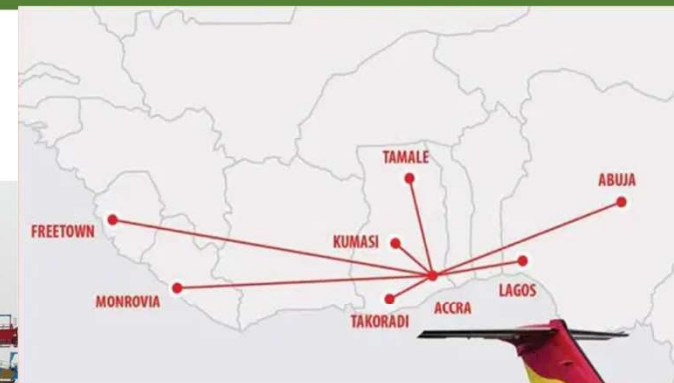 TAMALE
ABUJA
FREETOWN
KUMASI
MONROVIA
LAGOS
ACCRA
TAKORADI